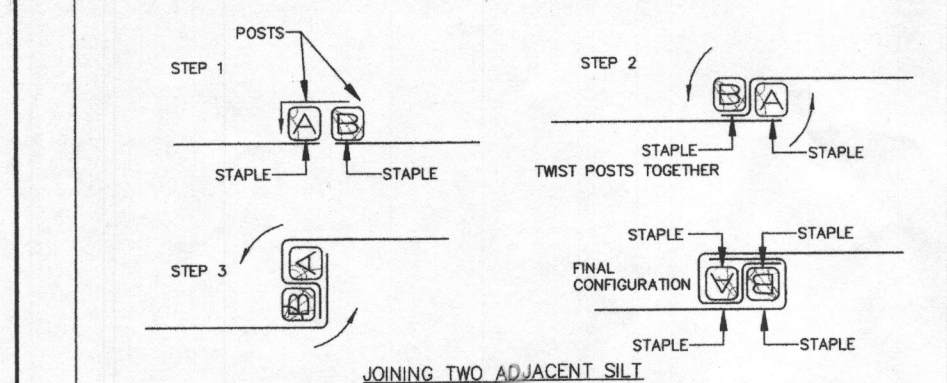 POSTS
STEP 1
A B
STAPLE STAPLE
STEP 2
B A
STAPLE STAPLE
TWIST POSTS TOGETHER
STEP 3
A
B
STAPLE STAPLE
FINAL
CONFIGURATION
A B
STAPLE STAPLE
JOINING TWO ADJACENT SILT